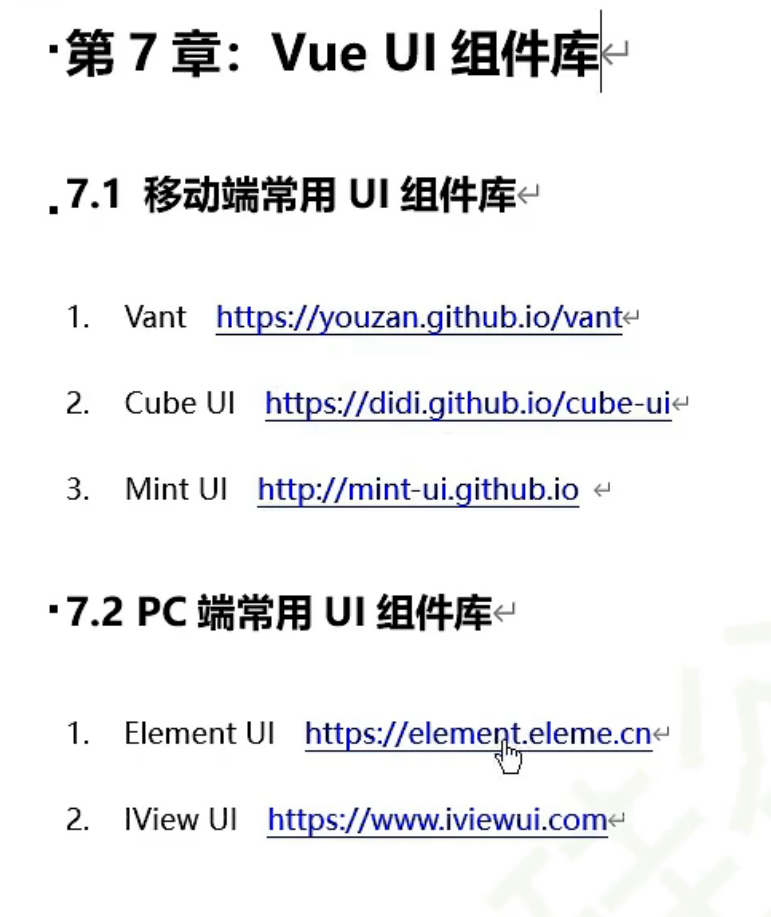 第 7 章：Vue UI 组件库
7.1 移动端常用 UI 组件库
1. Vant https://youzan.github.io/vant
2. Cube UI https://didi.github.io/cube-ui
3. Mint UI http://mint-ui.github.io
7.2 PC 端常用 UI 组件库
1. Element UI https://element.eleme.cn
2. IView UI https://www.iviewui.com